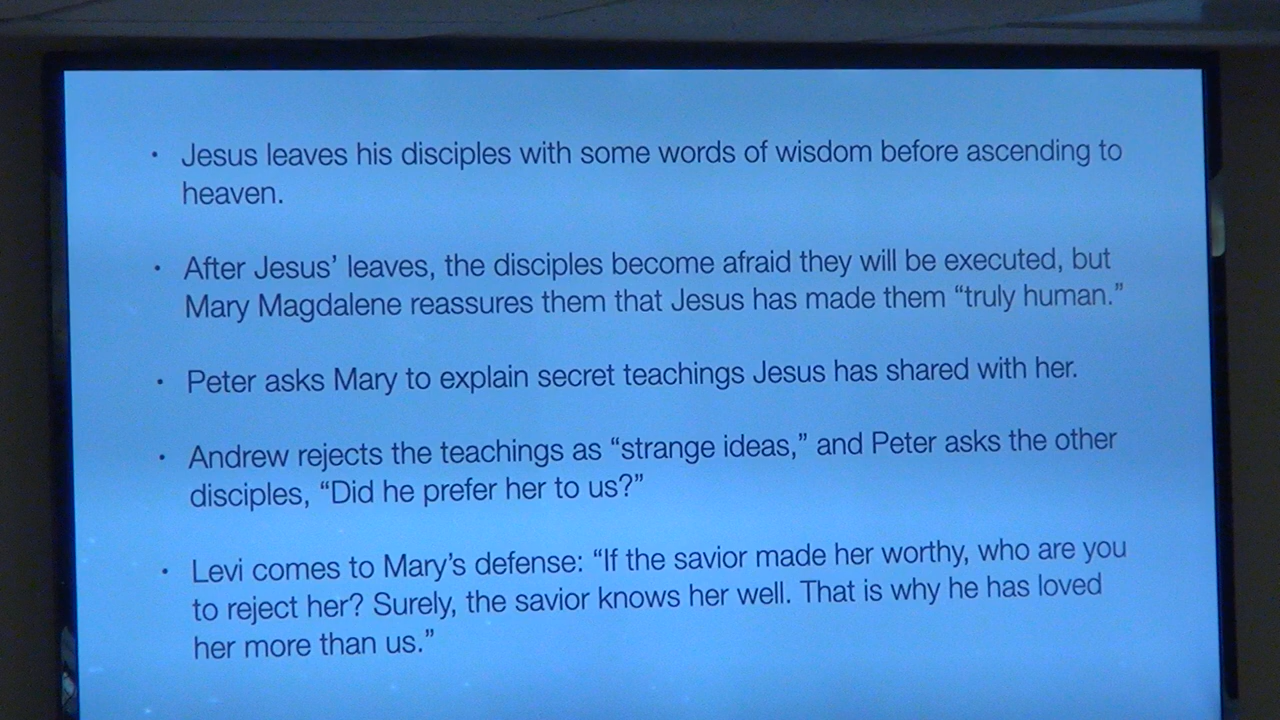 • Jesus leaves his disciples with some words of wisdom before ascending to
heaven.
• After Jesus’ leaves, the disciples become afraid they will be executed, but
Mary Magdalene reassures them that Jesus has made them “truly human.”
• Peter asks Mary to explain secret teachings Jesus has shared with her.
• Andrew rejects the teachings as “strange ideas,” and Peter asks the other
disciples, “Did he prefer her to us?”
• Levi comes to Mary’s defense: “If the savior made her worthy, who are you
to reject her? Surely, the savior knows her well. That is why he has loved
her more than us.”